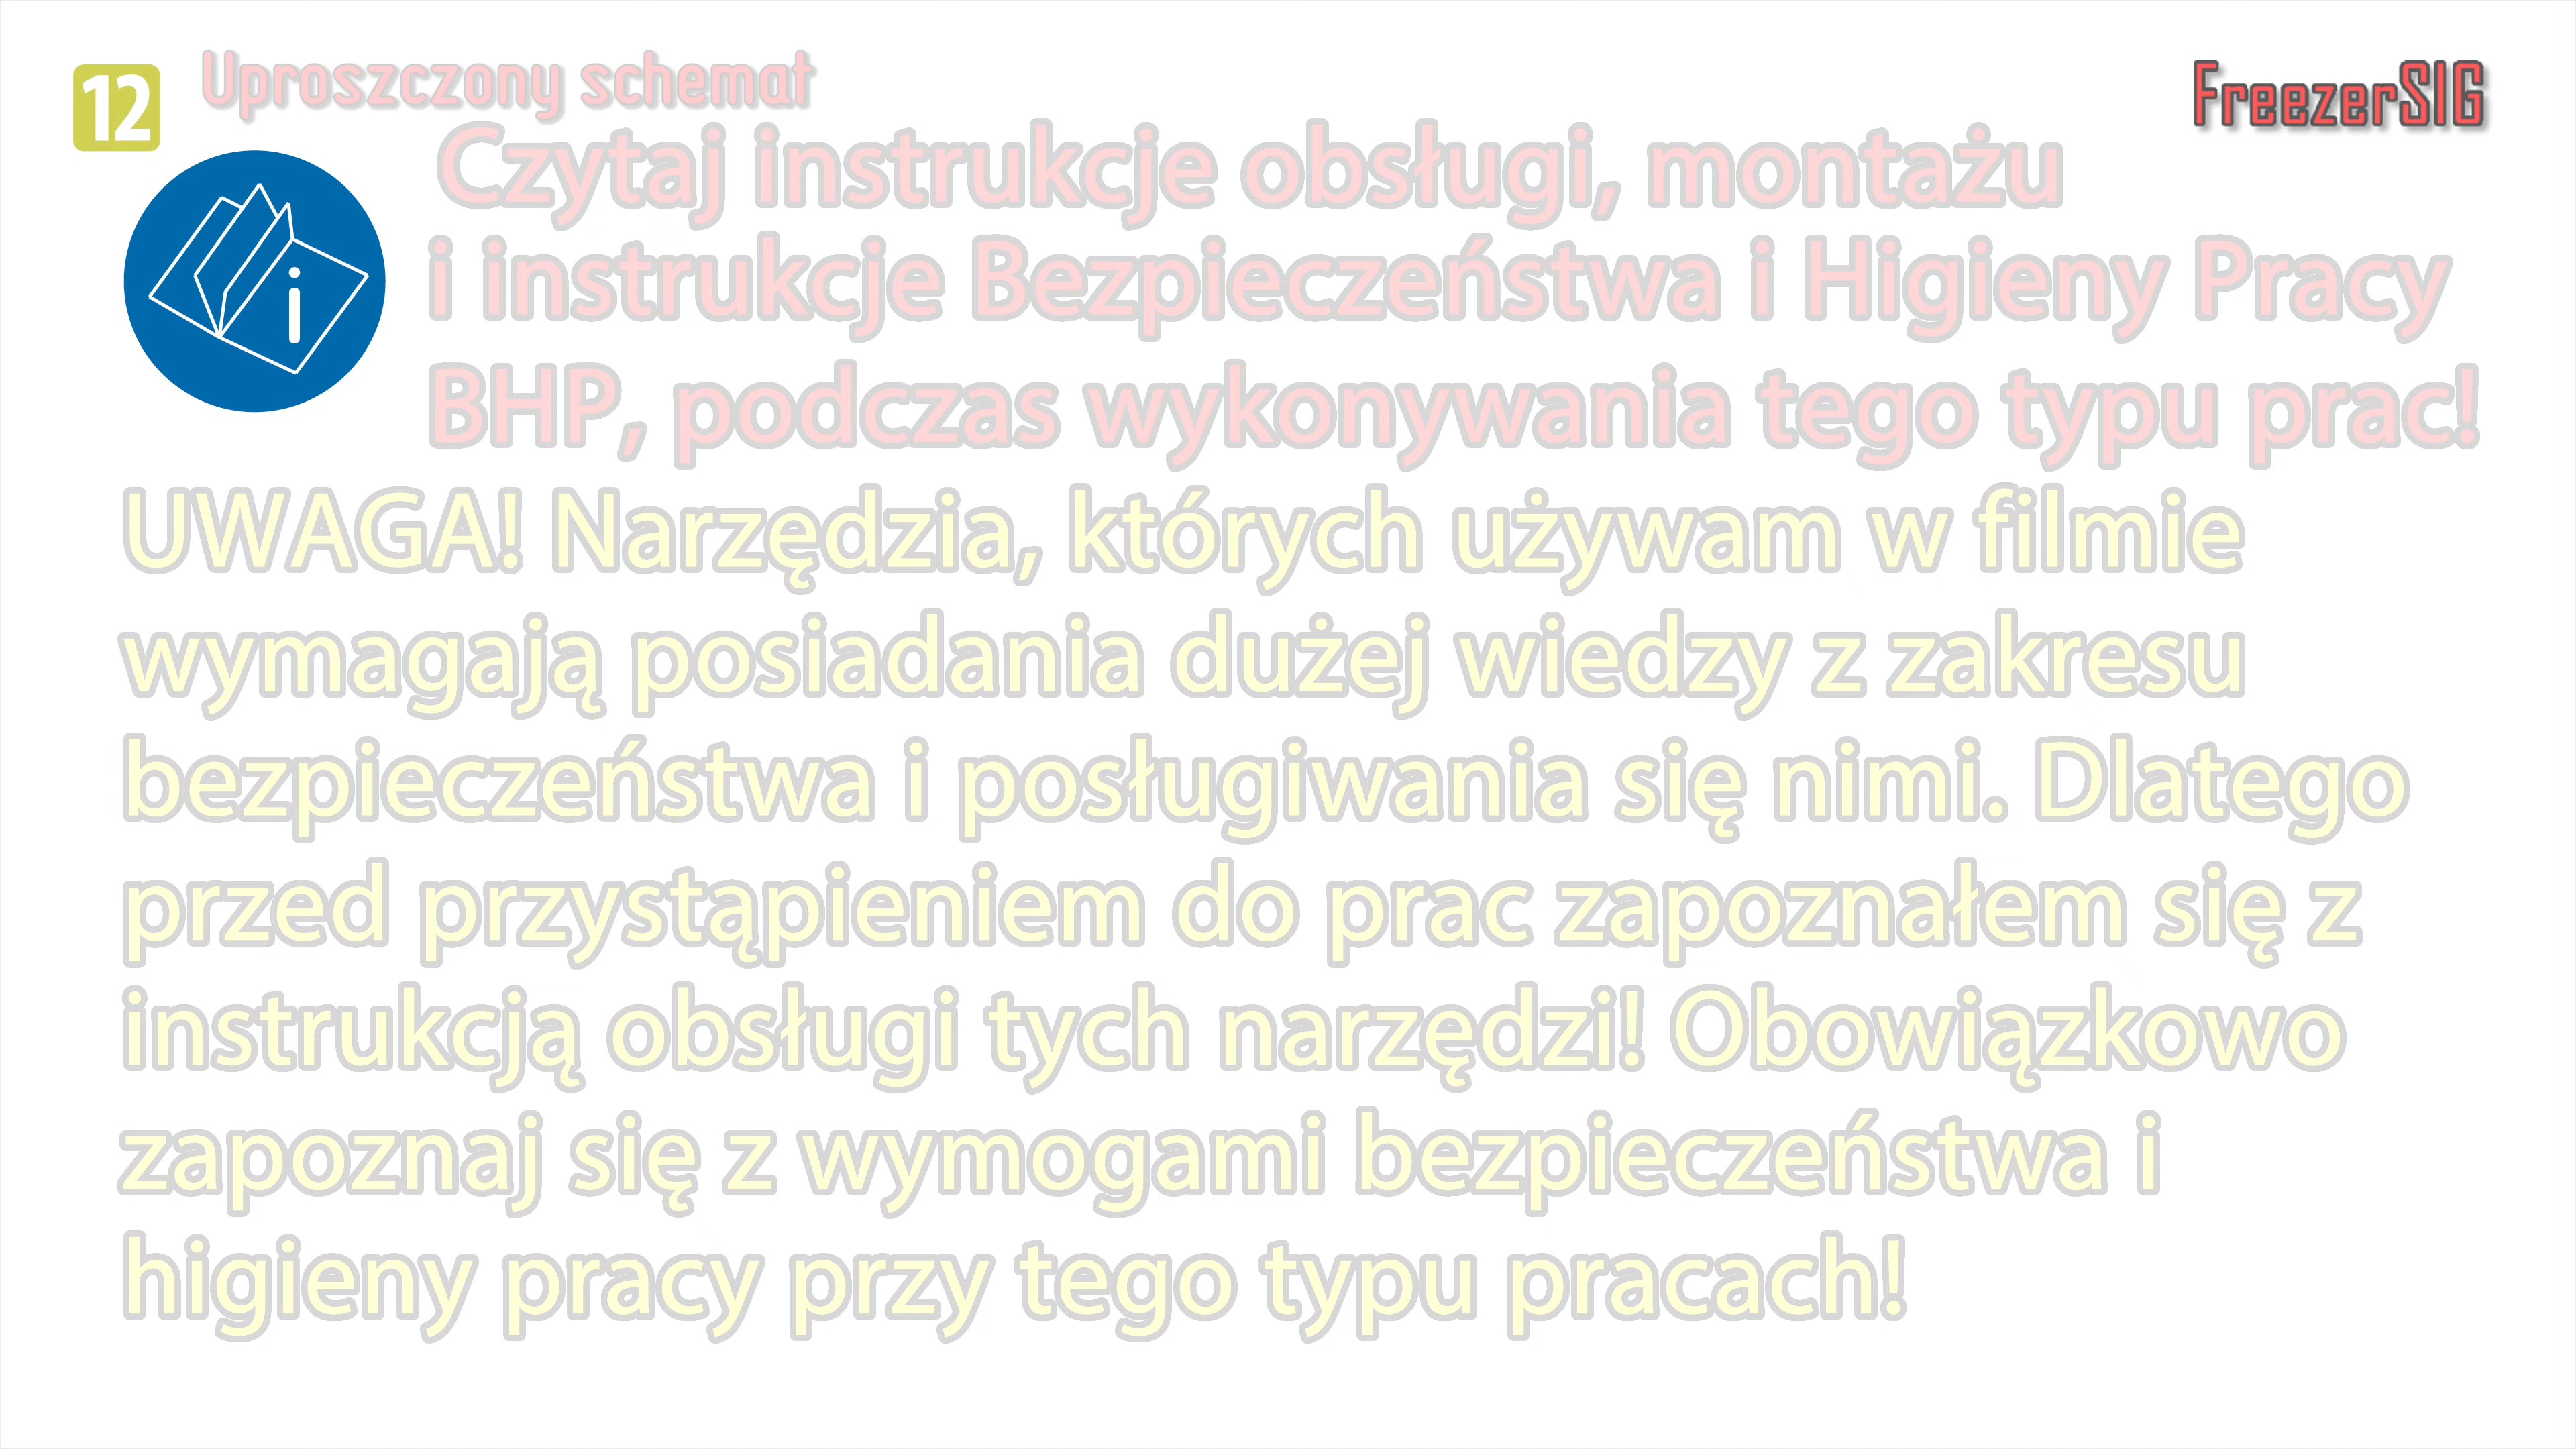 12 Uproszczony schemat FreezerSIG
Czytaj instrukcje obsługi, montażu
i instrukcje Bezpieczeństwa i Higieny Pracy
BHP, podczas wykonywania tego typu prac!
i
UWAGA! Narzędzia, których używam w filmie
wymagają posiadania dużej wiedzy z zakresu
bezpieczeństwa i posługiwania się nimi. Dlatego
przed przystąpieniem do prac zapoznałem się z
instrukcją obsługi tych narzędzi! Obowiązkowo
zapoznaj się z wymogami bezpieczeństwa i
higieny pracy przy tego typu pracach!